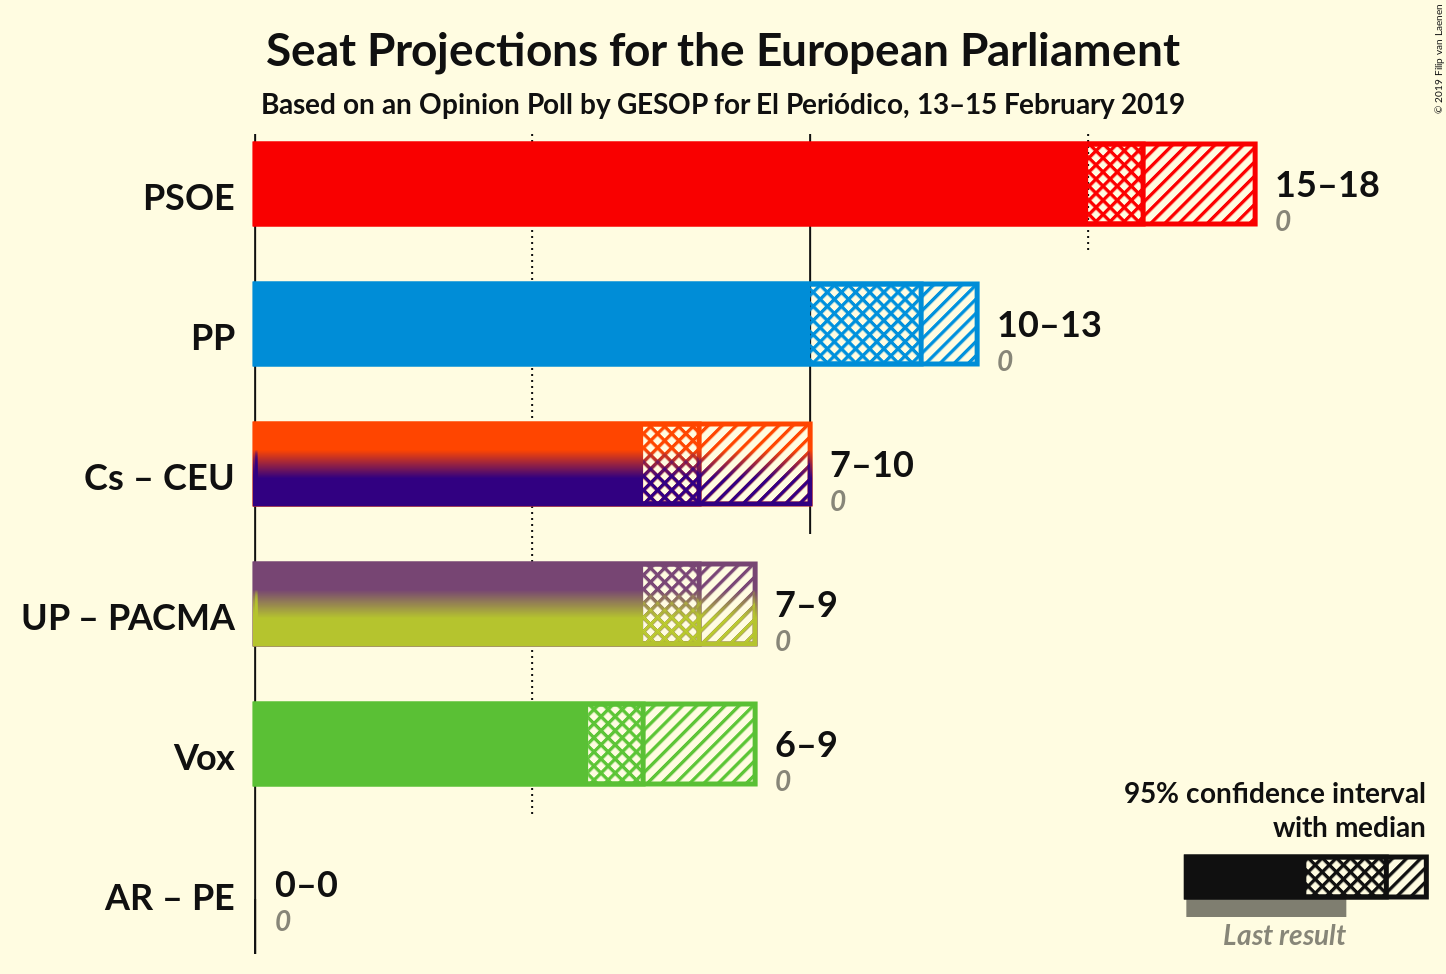 Seat Projections for the European Parliament
Based on an Opinion Poll by GESOP for El Periódico, 13–15 February 2019
© 2019 Filip van Laenen
PSOE
15–18
0
PP
10–13
0
Cs – CEU
7–10
0
UP – PACMA
7–9
0
Vox
6–9
0
AR – PE
0–0
0
95% confidence interval
with median
Last result